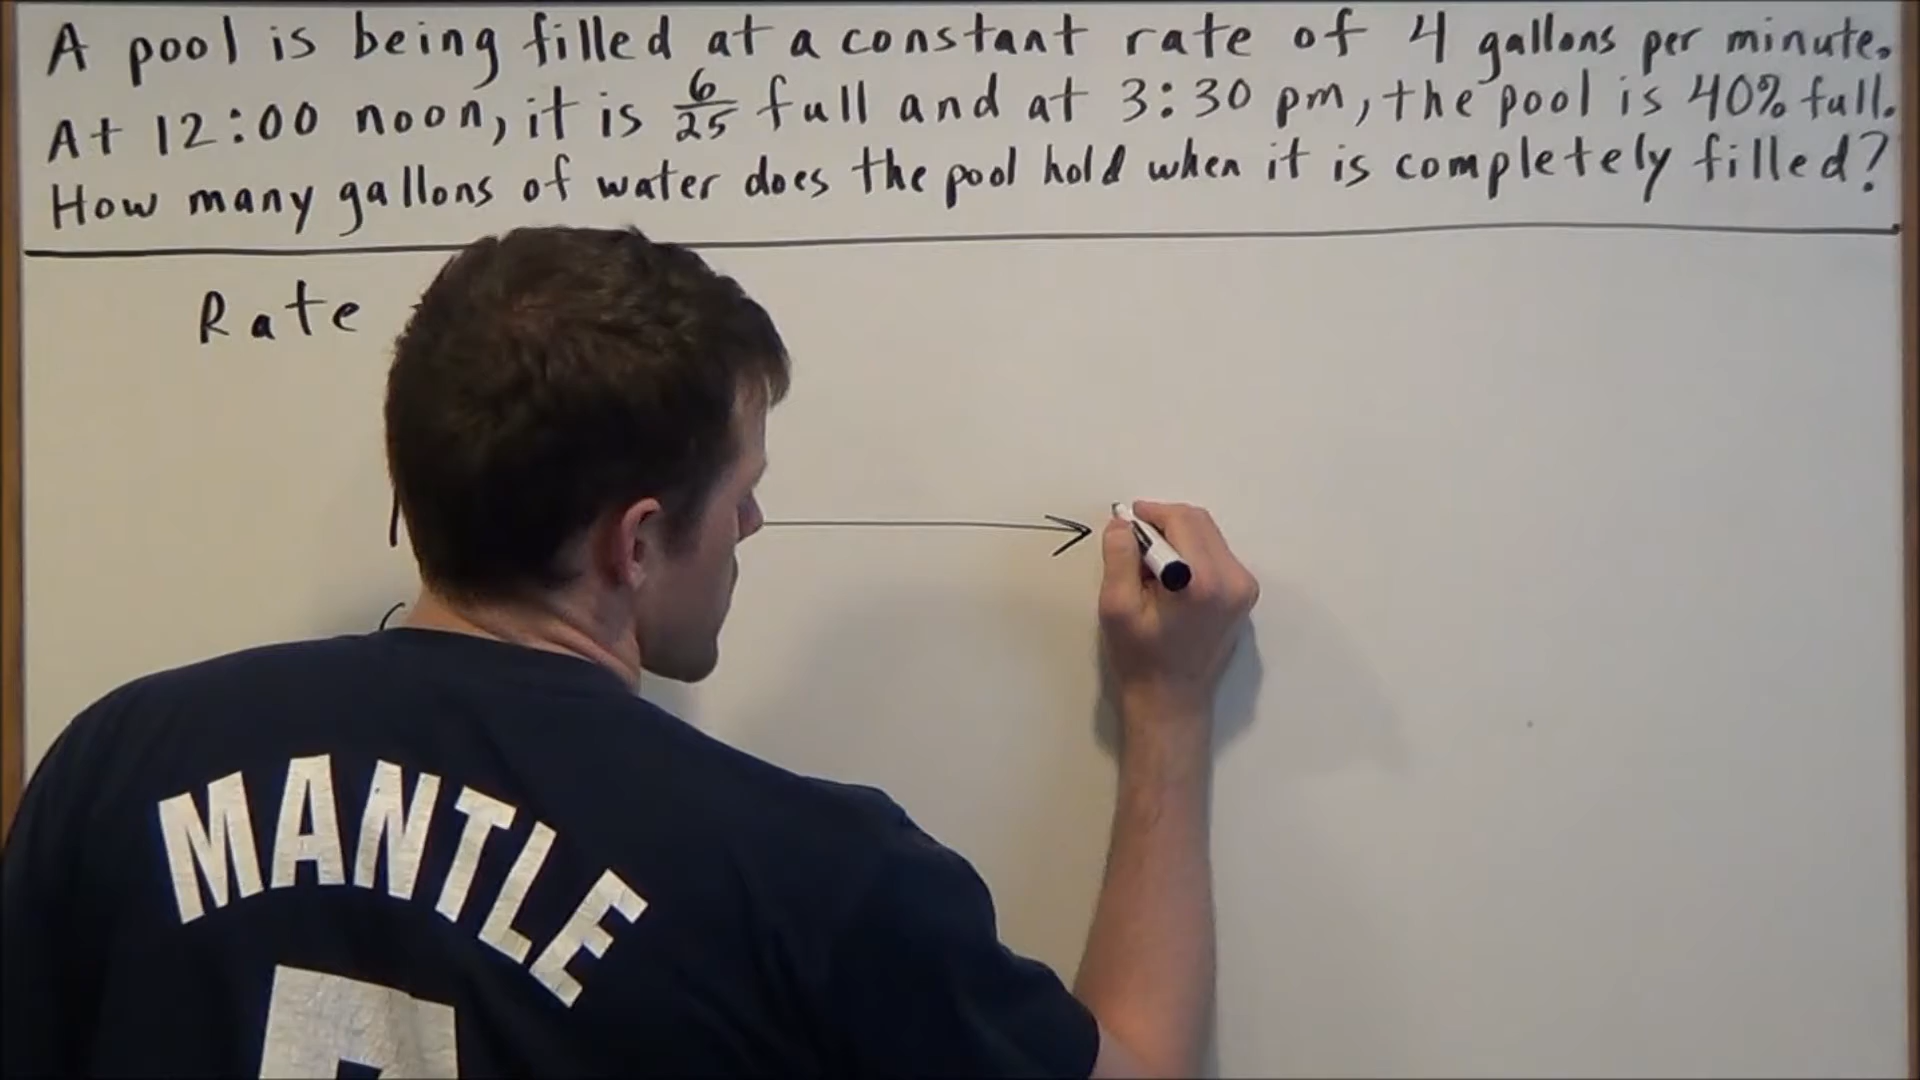 A pool is being filled at a constant rate of 4 gallons per minute.
At 12:00 noon, it is 6/25 full and at 3:30 pm, the pool is 40% full.
How many gallons of water does the pool hold when it is completely filled?
Rate
MANTLE